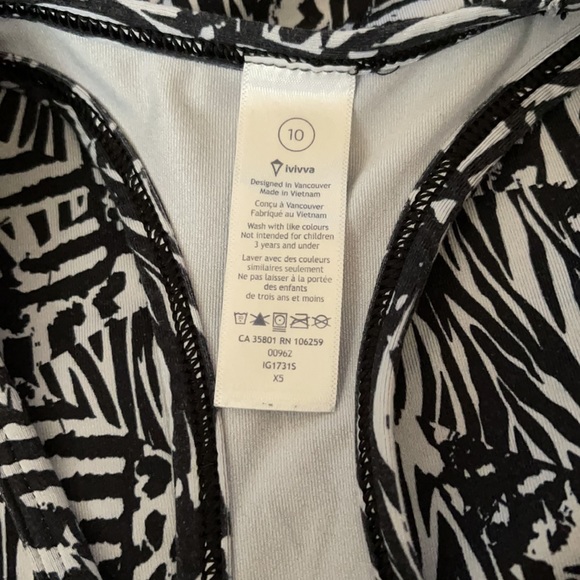 10
ivivva
Designed in Vancouver
Made in Vietnam
Conçu à Vancouver
Fabriqué au Vietnam
Wash with like colours
Not intended for children
3 years and under
Laver avec des couleurs
similaires seulement
Ne pas laisser à la portée
des enfants
de trois ans et moins
CA 35801 RN 106259
00962
IG1731S
X5